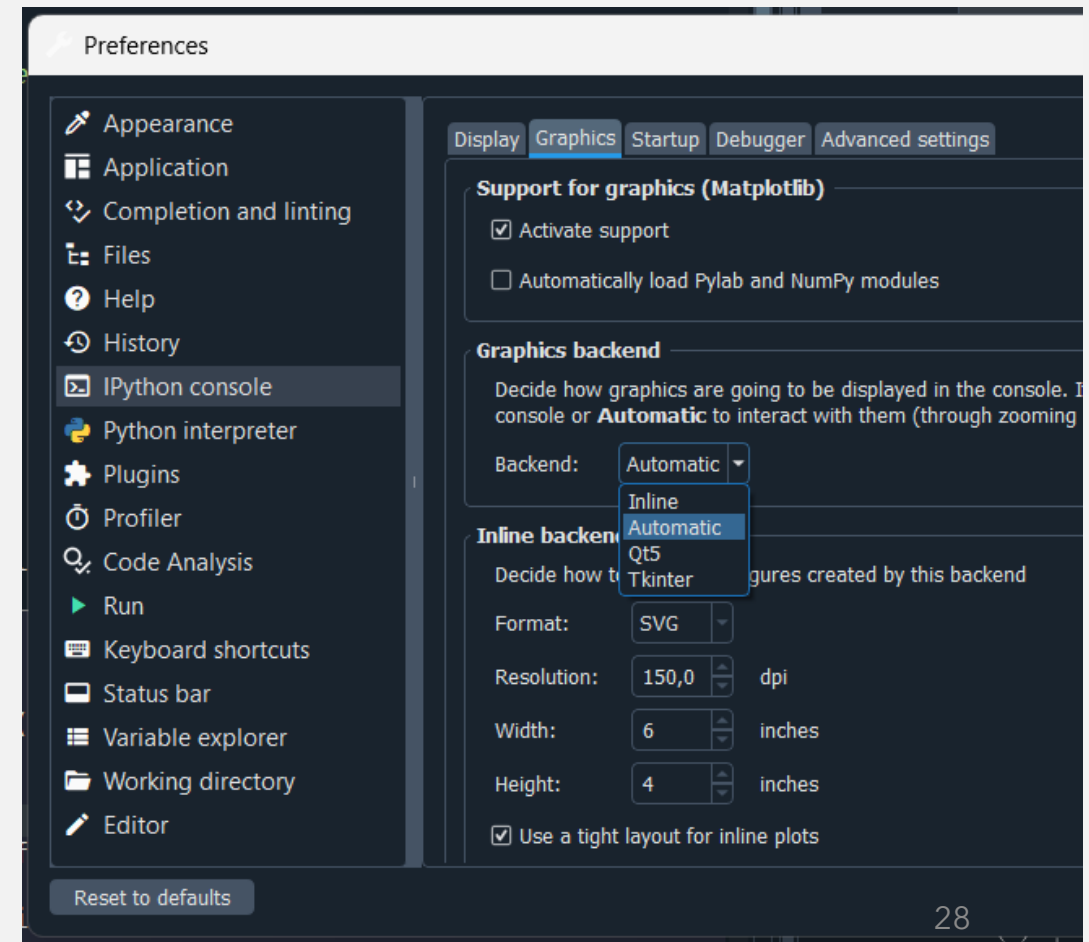 Preferences
Appearance
Application
Completion and linting
Files
Help
History
IPython console
Python interpreter
Plugins
Profiler
Code Analysis
Run
Keyboard shortcuts
Status bar
Variable explorer
Working directory
Editor
Reset to defaults
Display Graphics Startup Debugger Advanced settings
Support for graphics (Matplotlib)
Activate support
Automatically load Pylab and NumPy modules
Graphics backend
Decide how graphics are going to be displayed in the console.
console or Automatic to interact with them (through zooming
Backend: Automatic
Inline
Automatic
Qt5
Tkinter
Inline backen
Decide how gures created by this backend
Format: SVG
Resolution: 150,0 dpi
Width: 6 inches
Height: 4 inches
Use a tight layout for inline plots
28